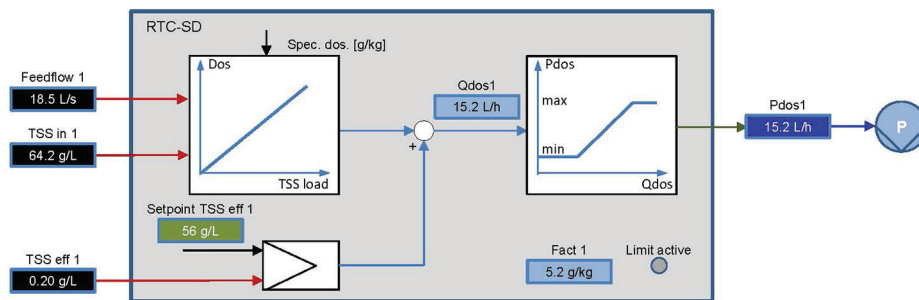 RTC-SD
Spec. dos. [g/kg]
Feedflow 1
18.5 L/s
TSS in 1
64.2 g/L
Dos
TSS load
Qdos1
15.2 L/h
+
Pdos
max
min
Qdos
Pdos1
15.2 L/h
P
Setpoint TSS eff 1
56 g/L
TSS eff 1
0.20 g/L
Fact 1
5.2 g/kg
Limit active